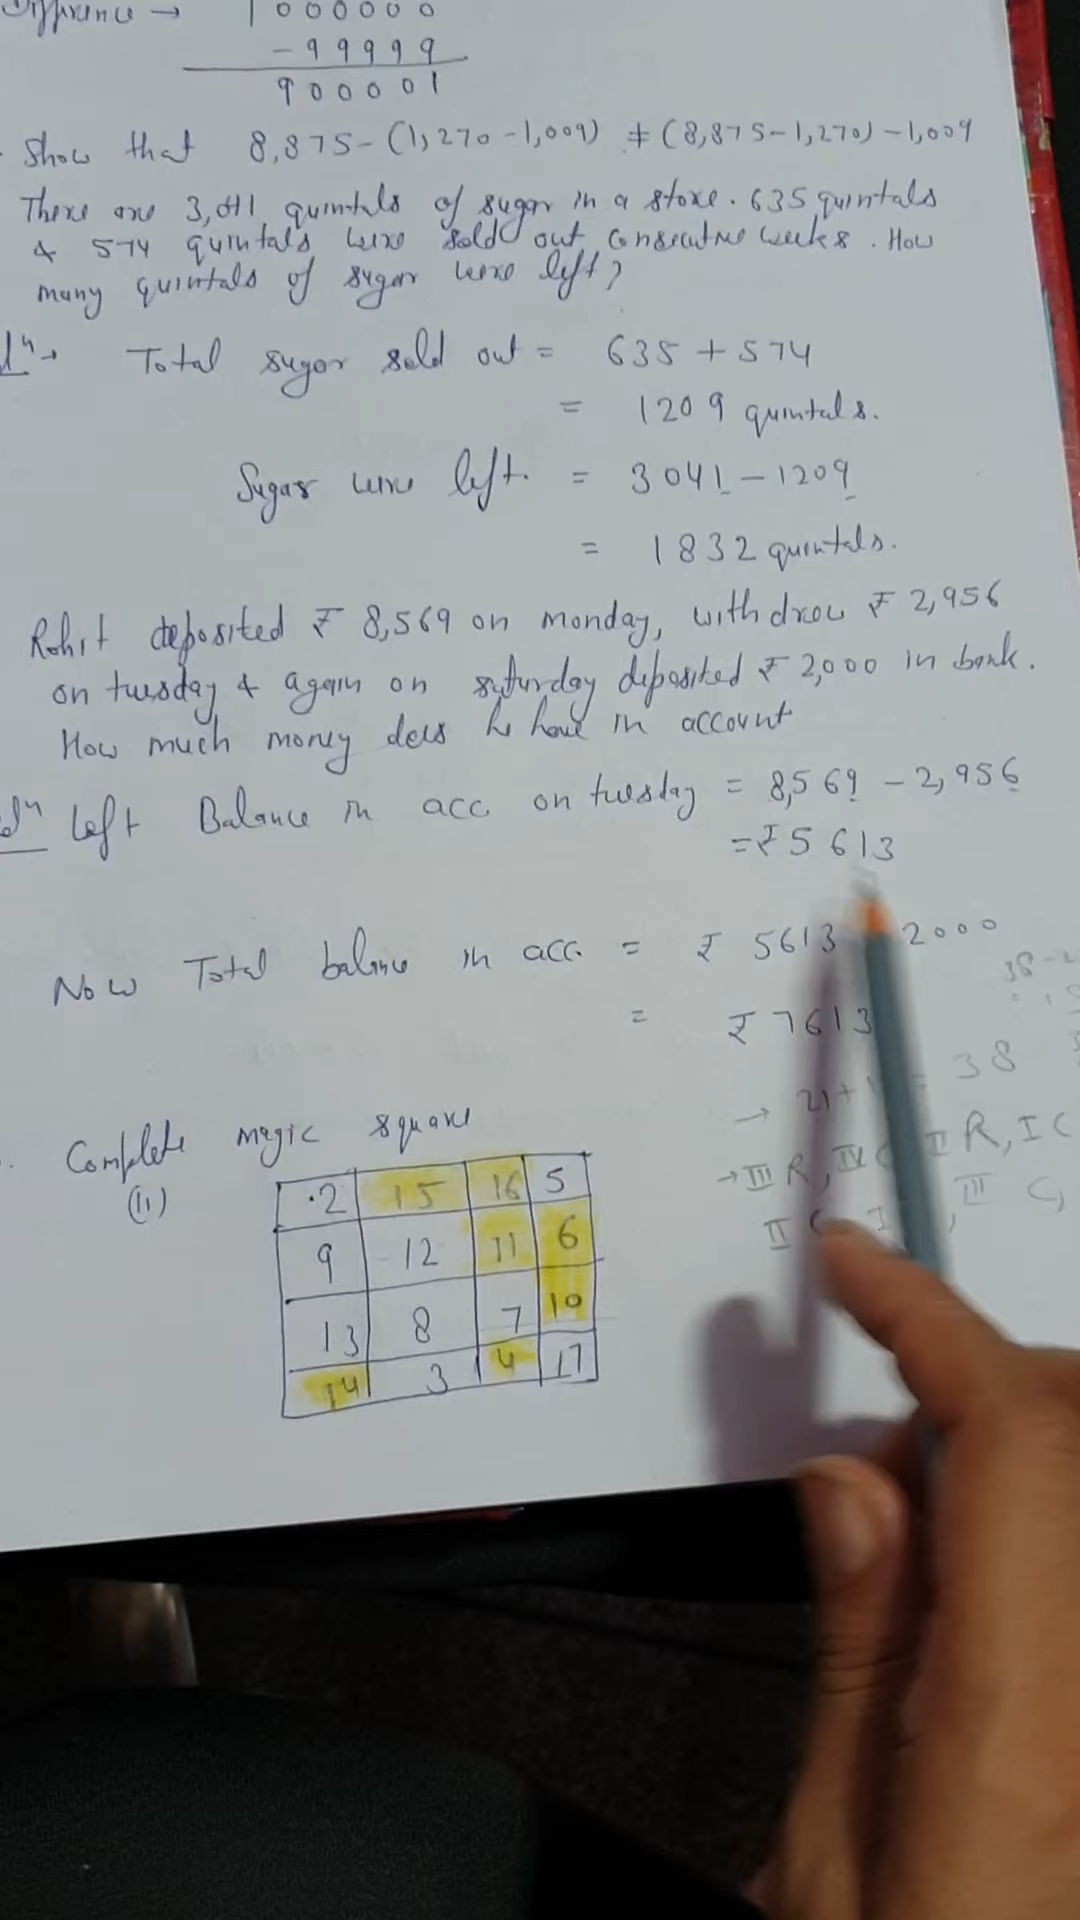 Difference → 1000000
- 99999
900001
Show that 8,875-(1,270-1,009) ≠ (8,875-1,270)-1,009
There are 3,041 quintals of sugar in a store. 635 quintals
& 574 quintals were sold out consecutive weeks. How
many quintals of sugar were left?
Total sugar sold out = 635 + 574
= 1209 quintals.
Sugar were left. = 3041 - 1209
= 1832 quintals.
Rohit deposited ₹ 8,569 on monday, withdrew ₹ 2,956
on tuesday & again on saturday deposited ₹ 2,000 in bank.
How much money does he have in account
Left Balance in acc on tuesday = 8,569 - 2,956
= ₹ 5613
Now Total balance in acc. = ₹ 5613 2000
= ₹ 7613
→ 21+ = 38
Complete magic square
→ III R, IV C II R, I C
(ii)
II C, III C,
.2 15 16 5
9 12 11 6
13 8 7 10
14 3 4 17